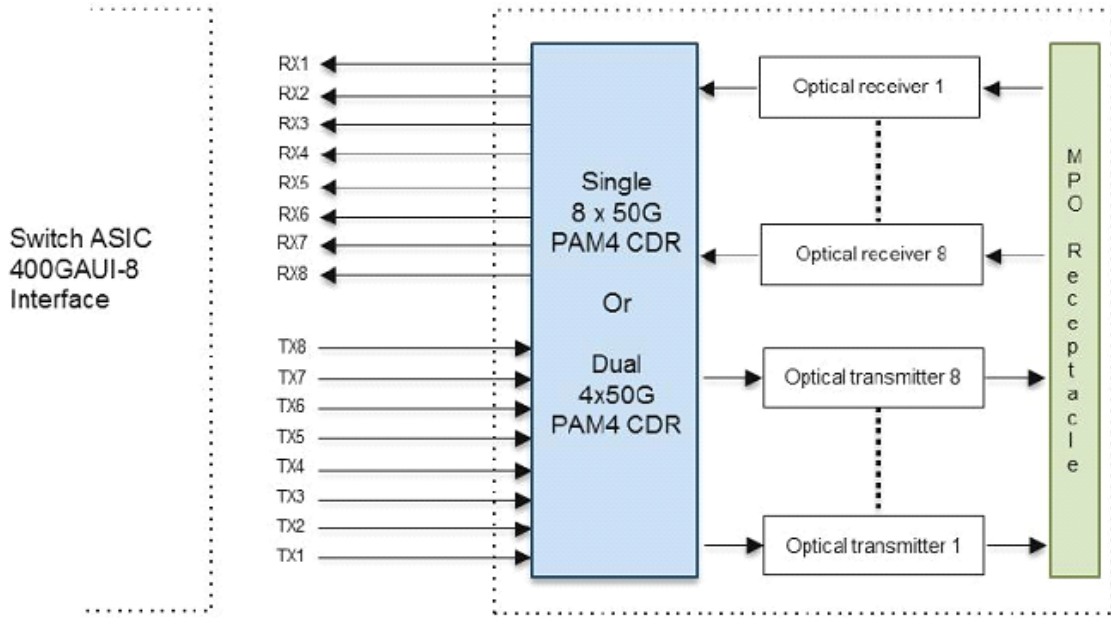 Switch ASIC
400GAUI-8
Interface
RX1
RX2
RX3
RX4
RX5
RX6
RX7
RX8
TX8
TX7
TX6
TX5
TX4
TX3
TX2
TX1
Single
8 x 50G
PAM4 CDR
Or
Dual
4x50G
PAM4 CDR
Optical receiver 1
Optical receiver 8
Optical transmitter 8
Optical transmitter 1
MPO Receptacle